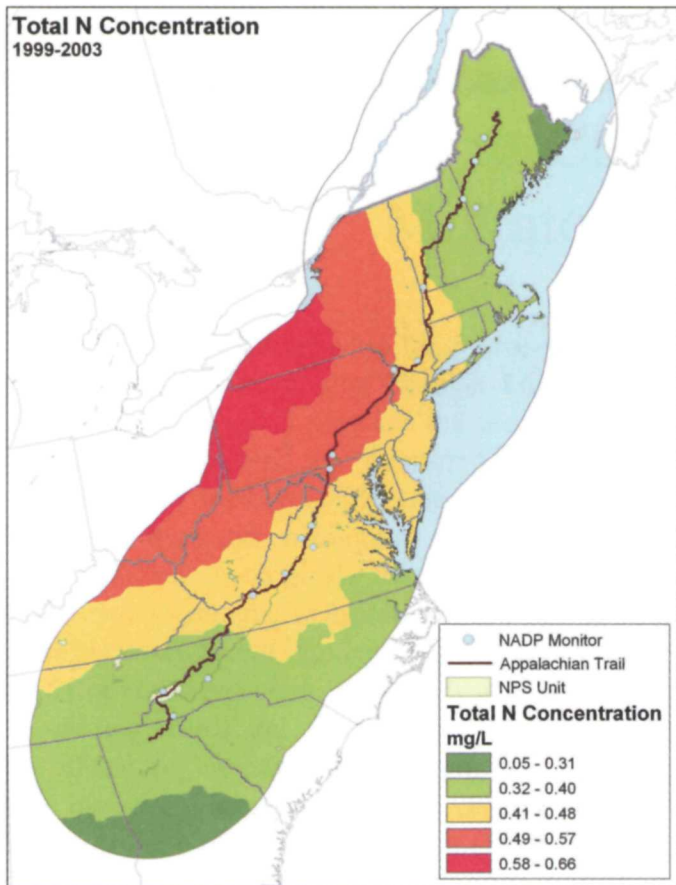 Total N Concentration
1999-2003
NADP Monitor
Appalachian Trail
NPS Unit
Total N Concentration
mg/L
0.05 - 0.31
0.32 - 0.40
0.41 - 0.48
0.49 - 0.57
0.58 - 0.66